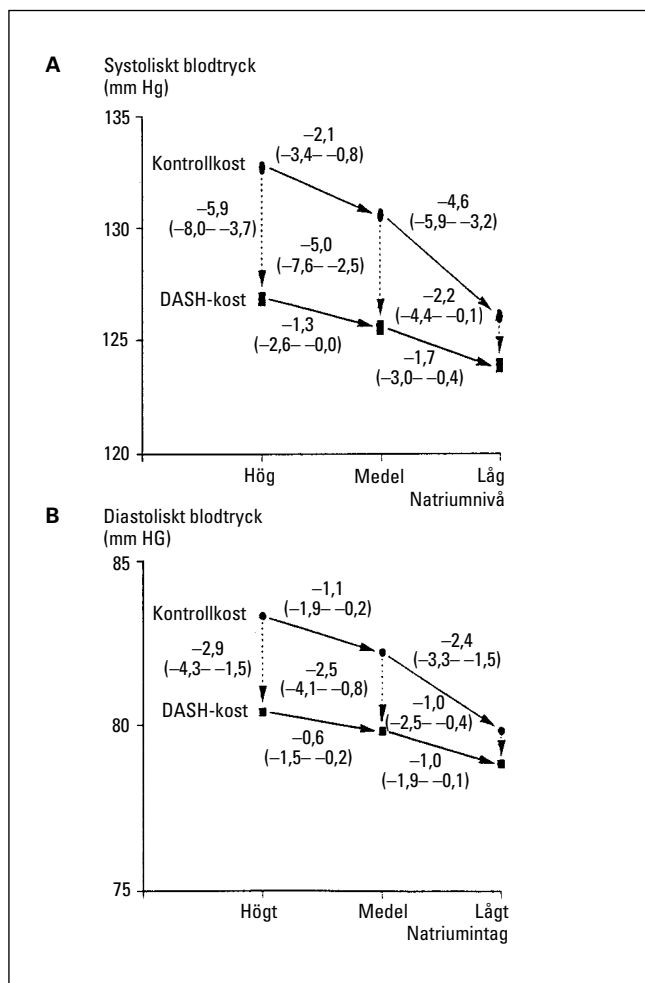 A Systoliskt blodtryck
(mm Hg)
135
−2,1
(−3,4– −0,8)
Kontrollkost
−4,6
(−5,9– −3,2)
−5,9
(−8,0– −3,7)
130
−5,0
(−7,6– −2,5)
−2,2
(−4,4– −0,1)
DASH-kost
−1,3
(−2,6– −0,0)
125
−1,7
(−3,0– −0,4)
120
Hög Medel Låg
Natriumnivå
B Diastoliskt blodtryck
(mm HG)
85
−1,1
(−1,9– −0,2)
Kontrollkost
−2,4
(−3,3– −1,5)
−2,9
(−4,3– −1,5)
−2,5
(−4,1– −0,8)
−1,0
(−2,5– −0,4)
DASH-kost
80
−0,6
(−1,5– −0,2)
−1,0
(−1,9– −0,1)
75
Högt Medel Lågt
Natriumintag